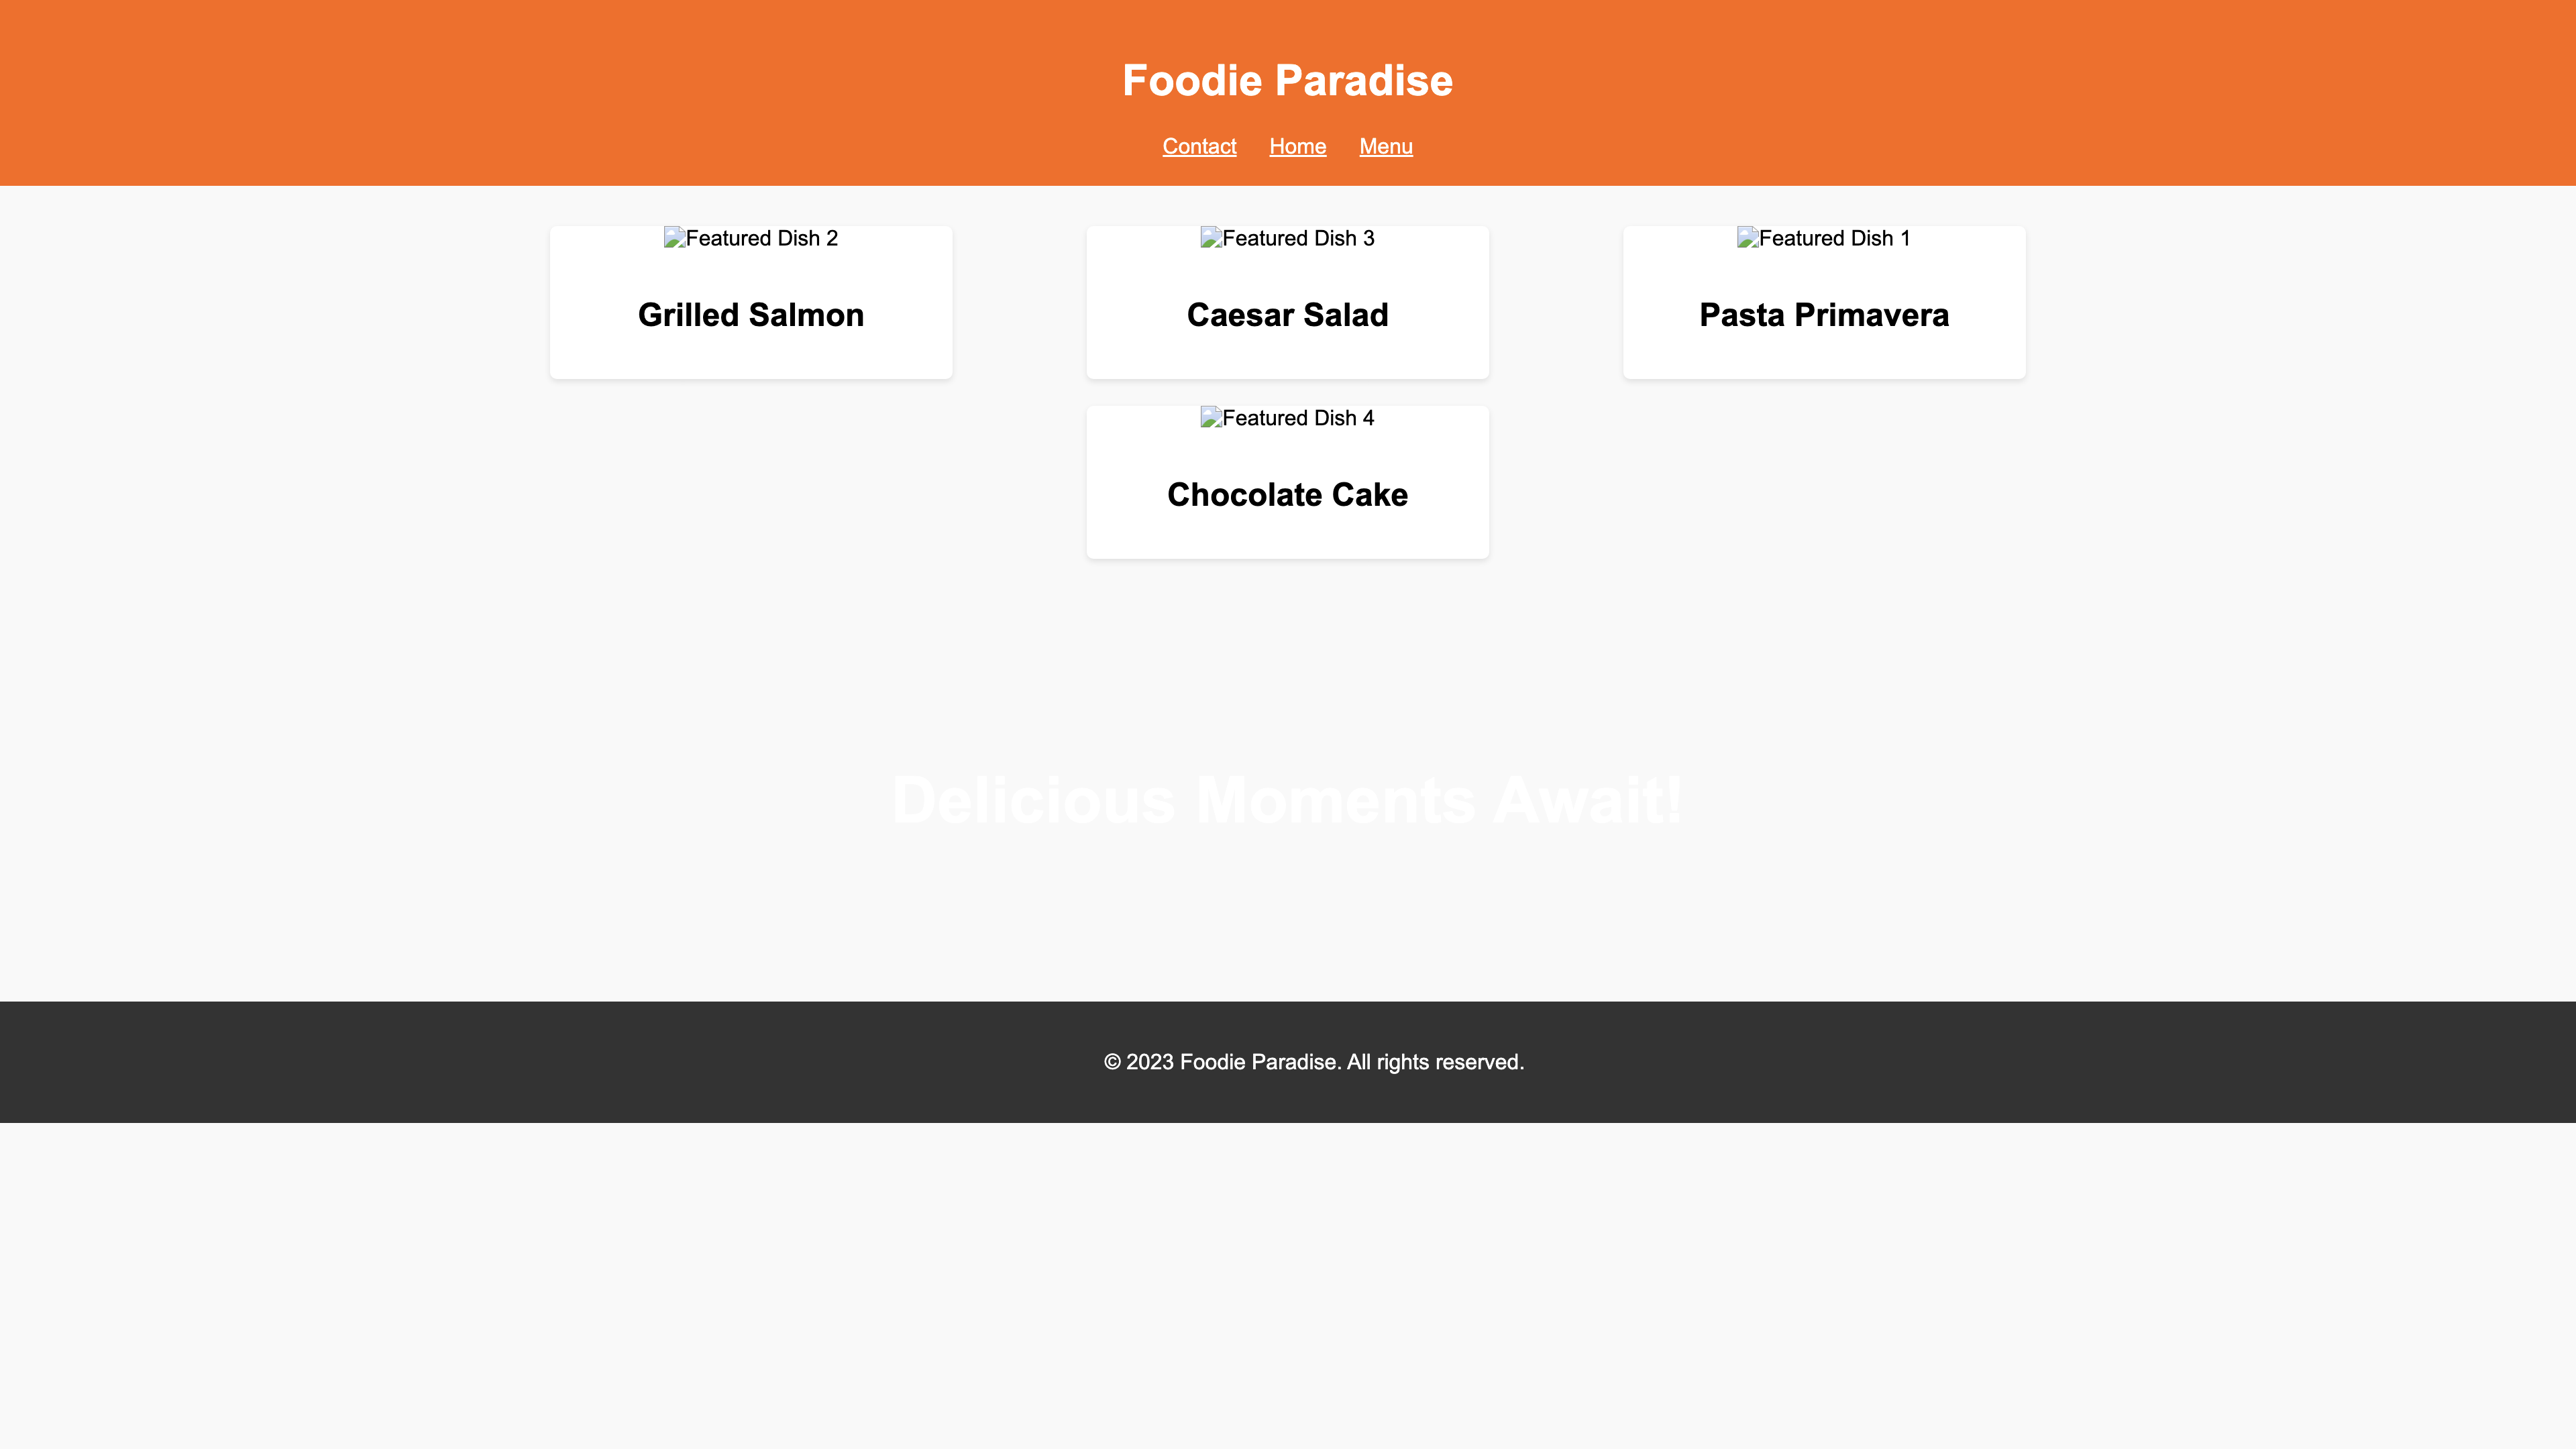 Foodie Paradise
Contact Home Menu
Featured Dish 2
Grilled Salmon
Featured Dish 3
Caesar Salad
Featured Dish 1
Pasta Primavera
Featured Dish 4
Chocolate Cake
Delicious Moments Await!
© 2023 Foodie Paradise. All rights reserved.